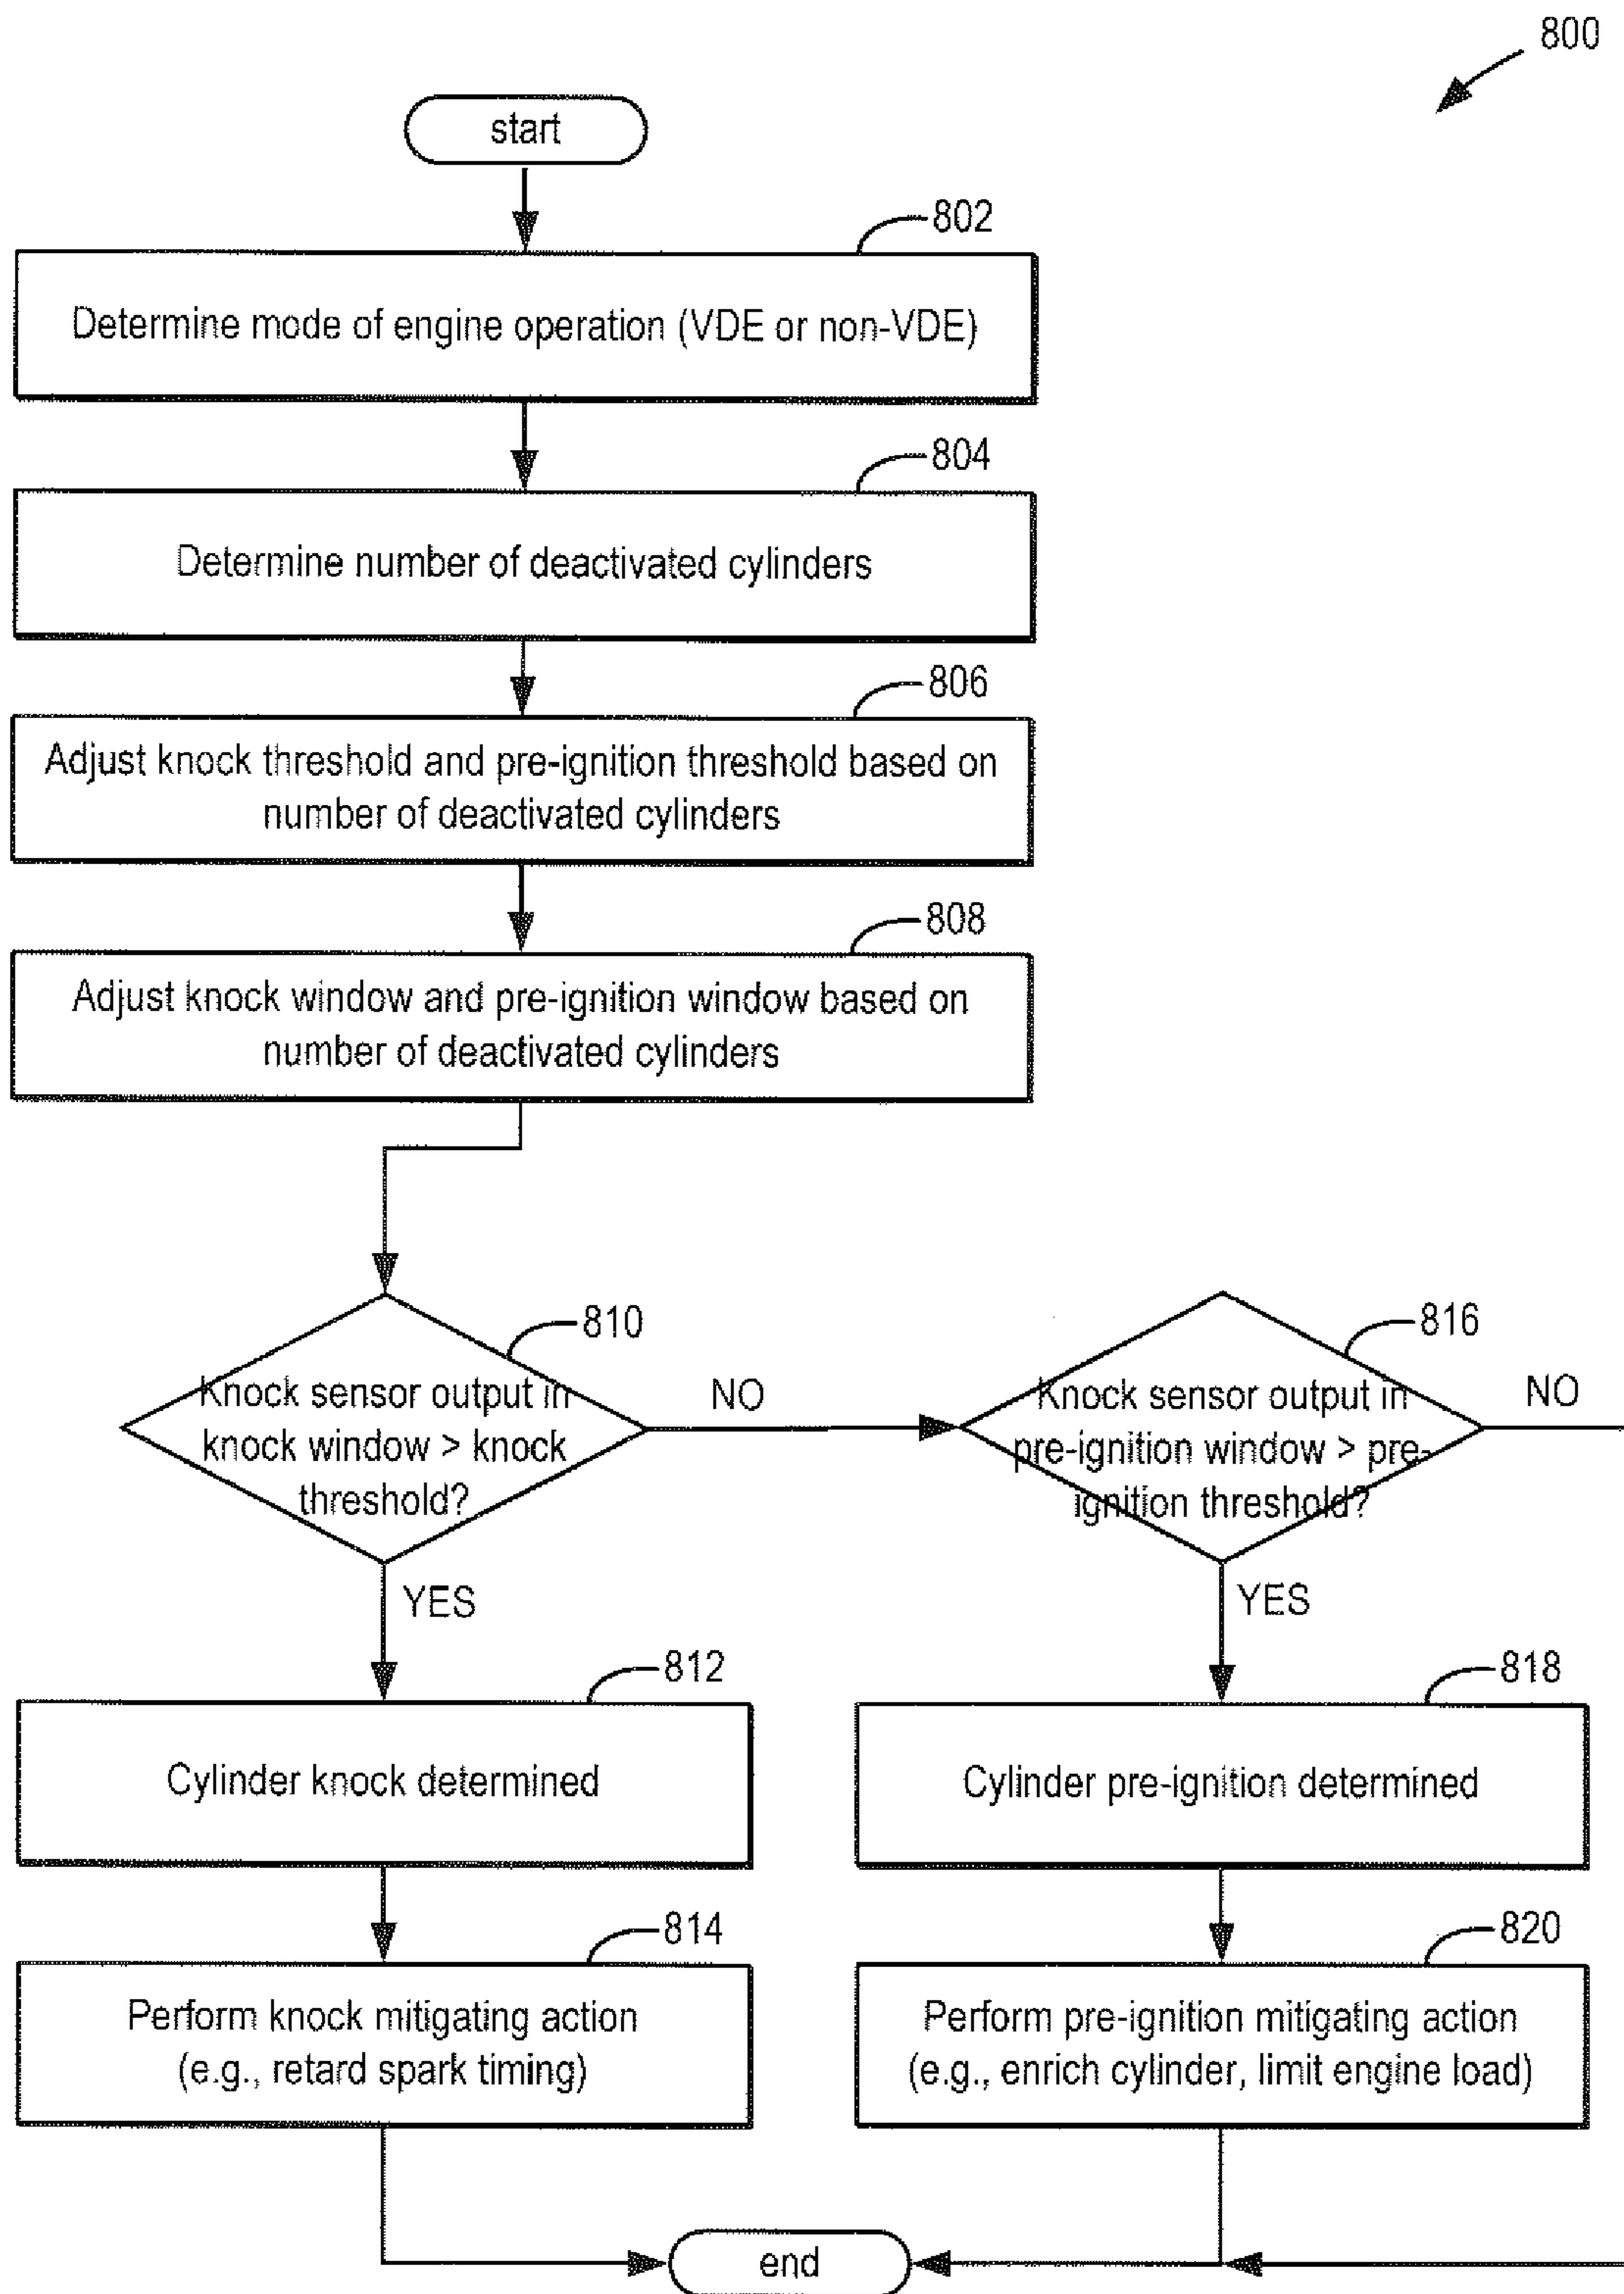 800
start
802
Determine mode of engine operation (VDE or non-VDE)
804
Determine number of deactivated cylinders
806
Adjust knock threshold and pre-ignition threshold based on
number of deactivated cylinders
808
Adjust knock window and pre-ignition window based on
number of deactivated cylinders
810
Knock sensor output in
knock window > knock
threshold?
NO
816
Knock sensor output in
pre-ignition window > pre-
ignition threshold?
NO
YES
YES
812
Cylinder knock determined
818
Cylinder pre-ignition determined
814
Perform knock mitigating action
(e.g., retard spark timing)
820
Perform pre-ignition mitigating action
(e.g., enrich cylinder, limit engine load)
end